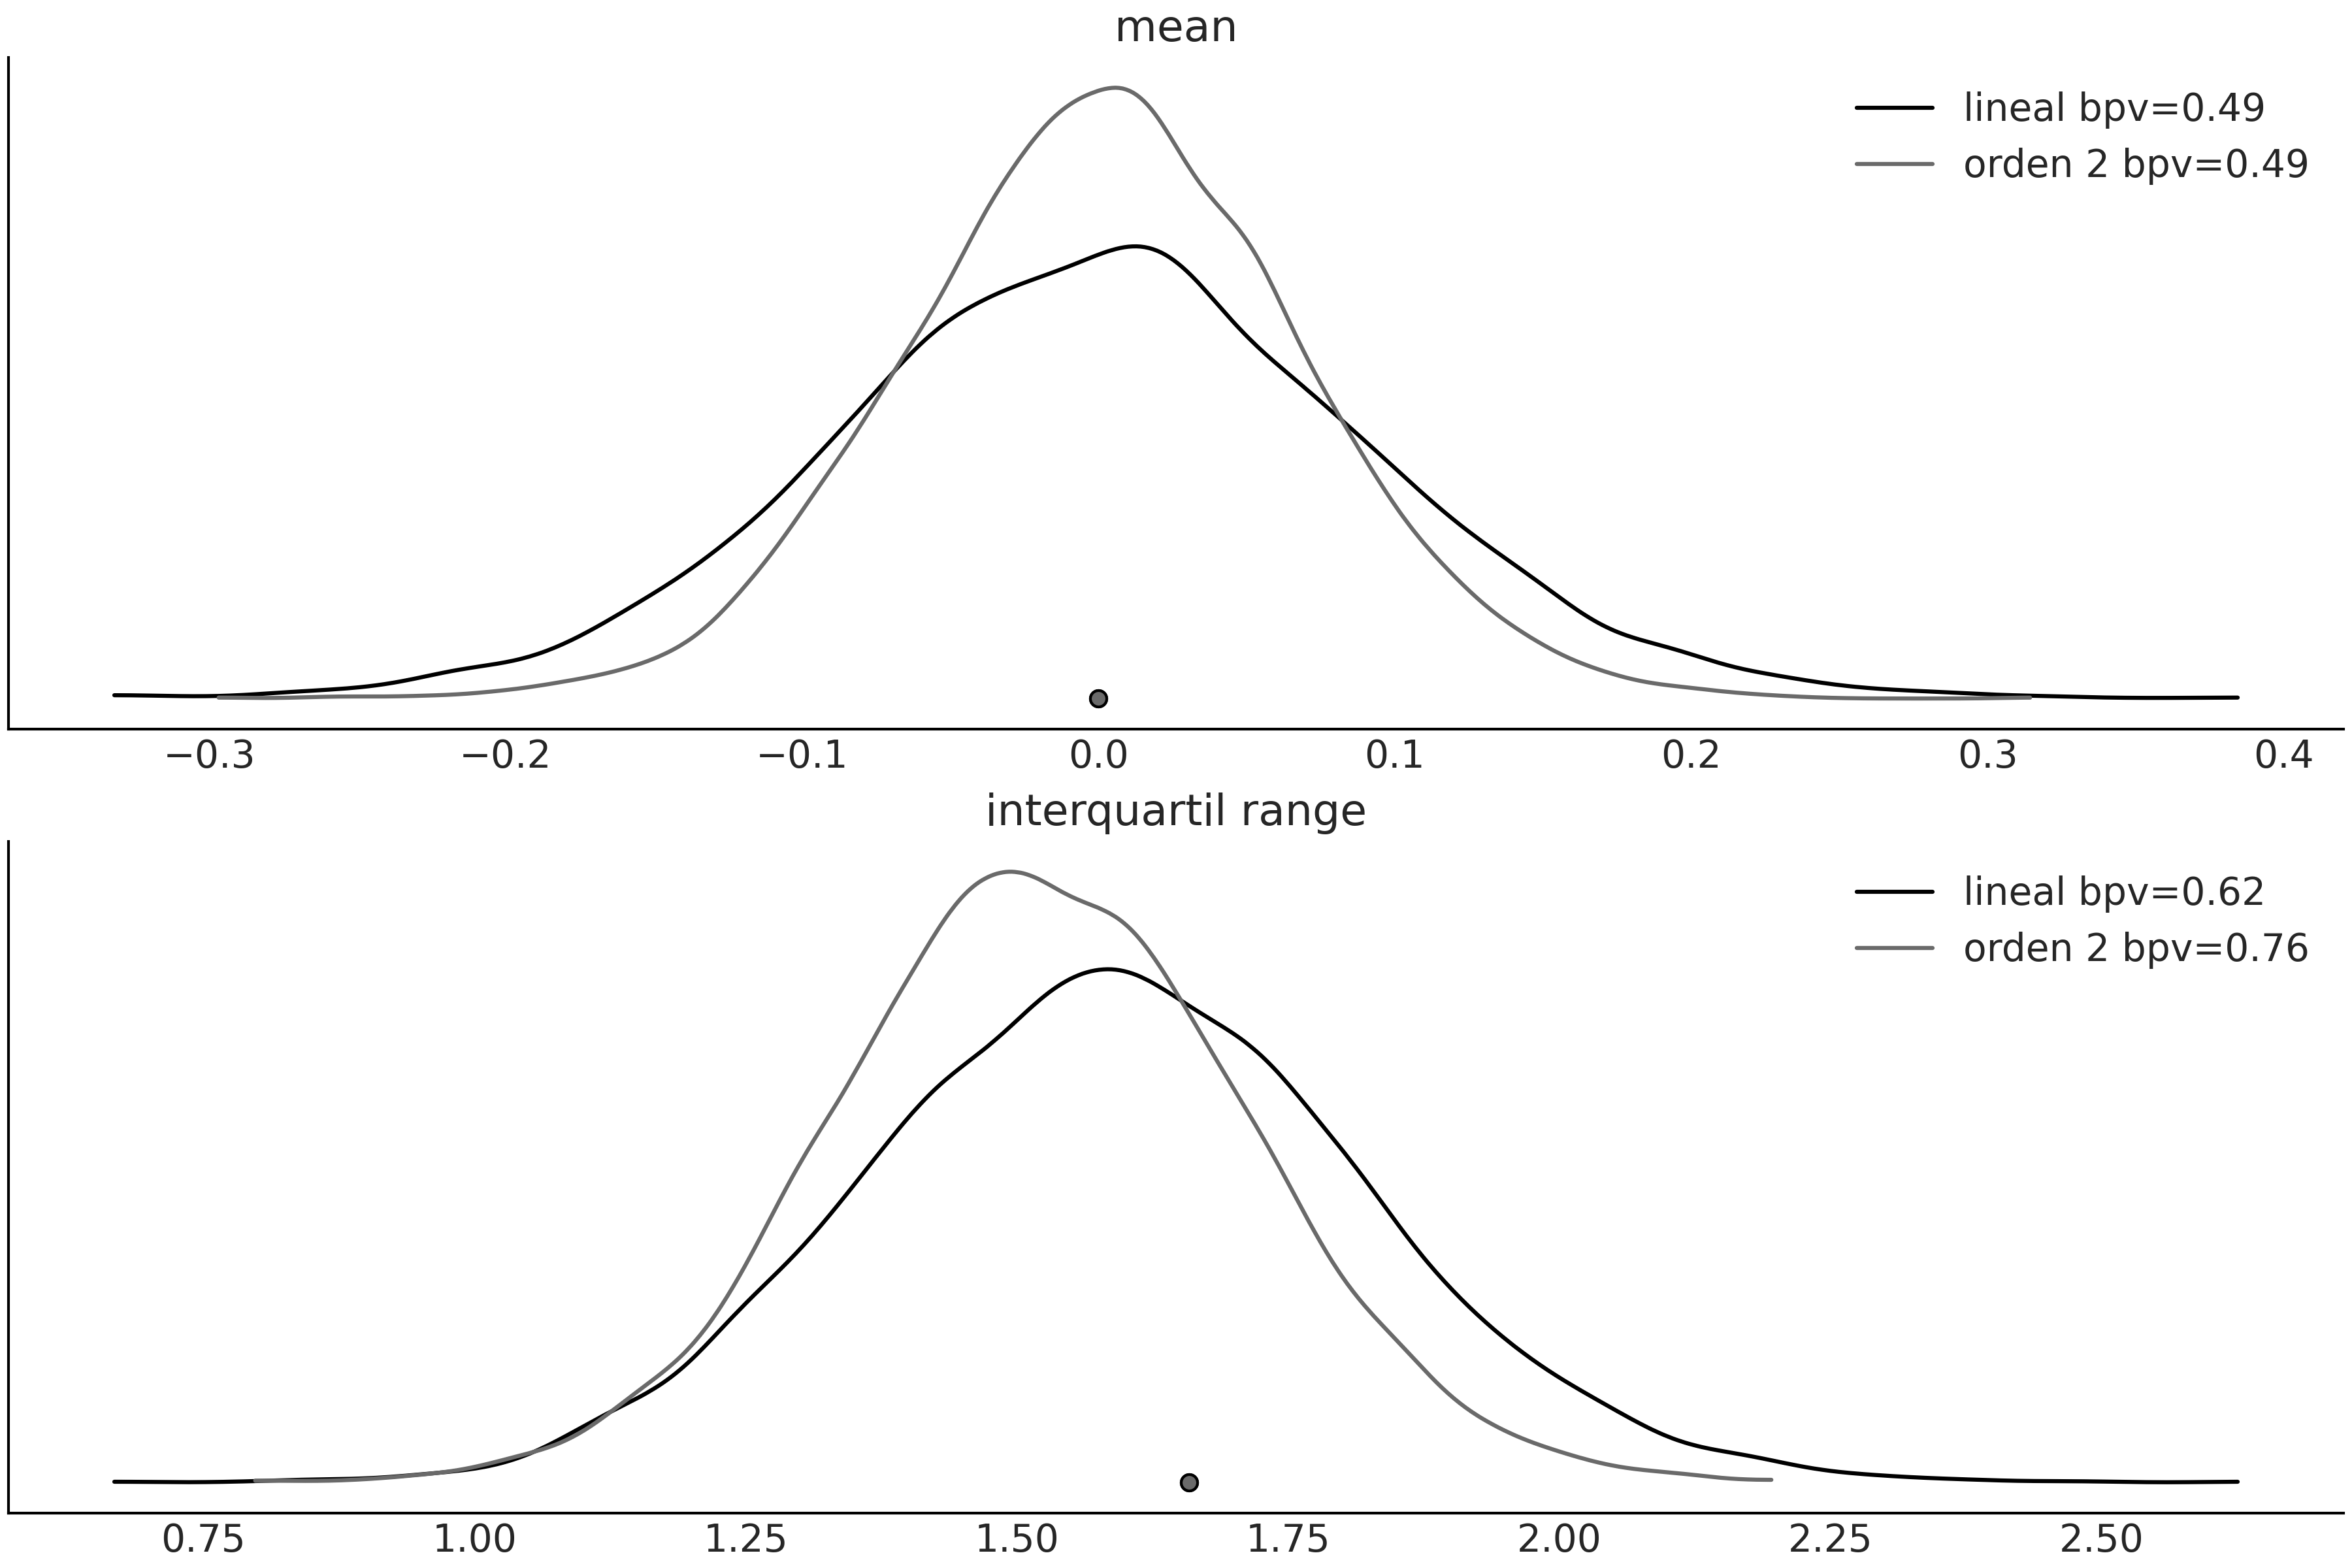 mean
lineal bpv=0.49
orden 2 bpv=0.49
−0.3 −0.2 −0.1 0.0 0.1 0.2 0.3 0.4
interquartil range
lineal bpv=0.62
orden 2 bpv=0.76
0.75 1.00 1.25 1.50 1.75 2.00 2.25 2.50